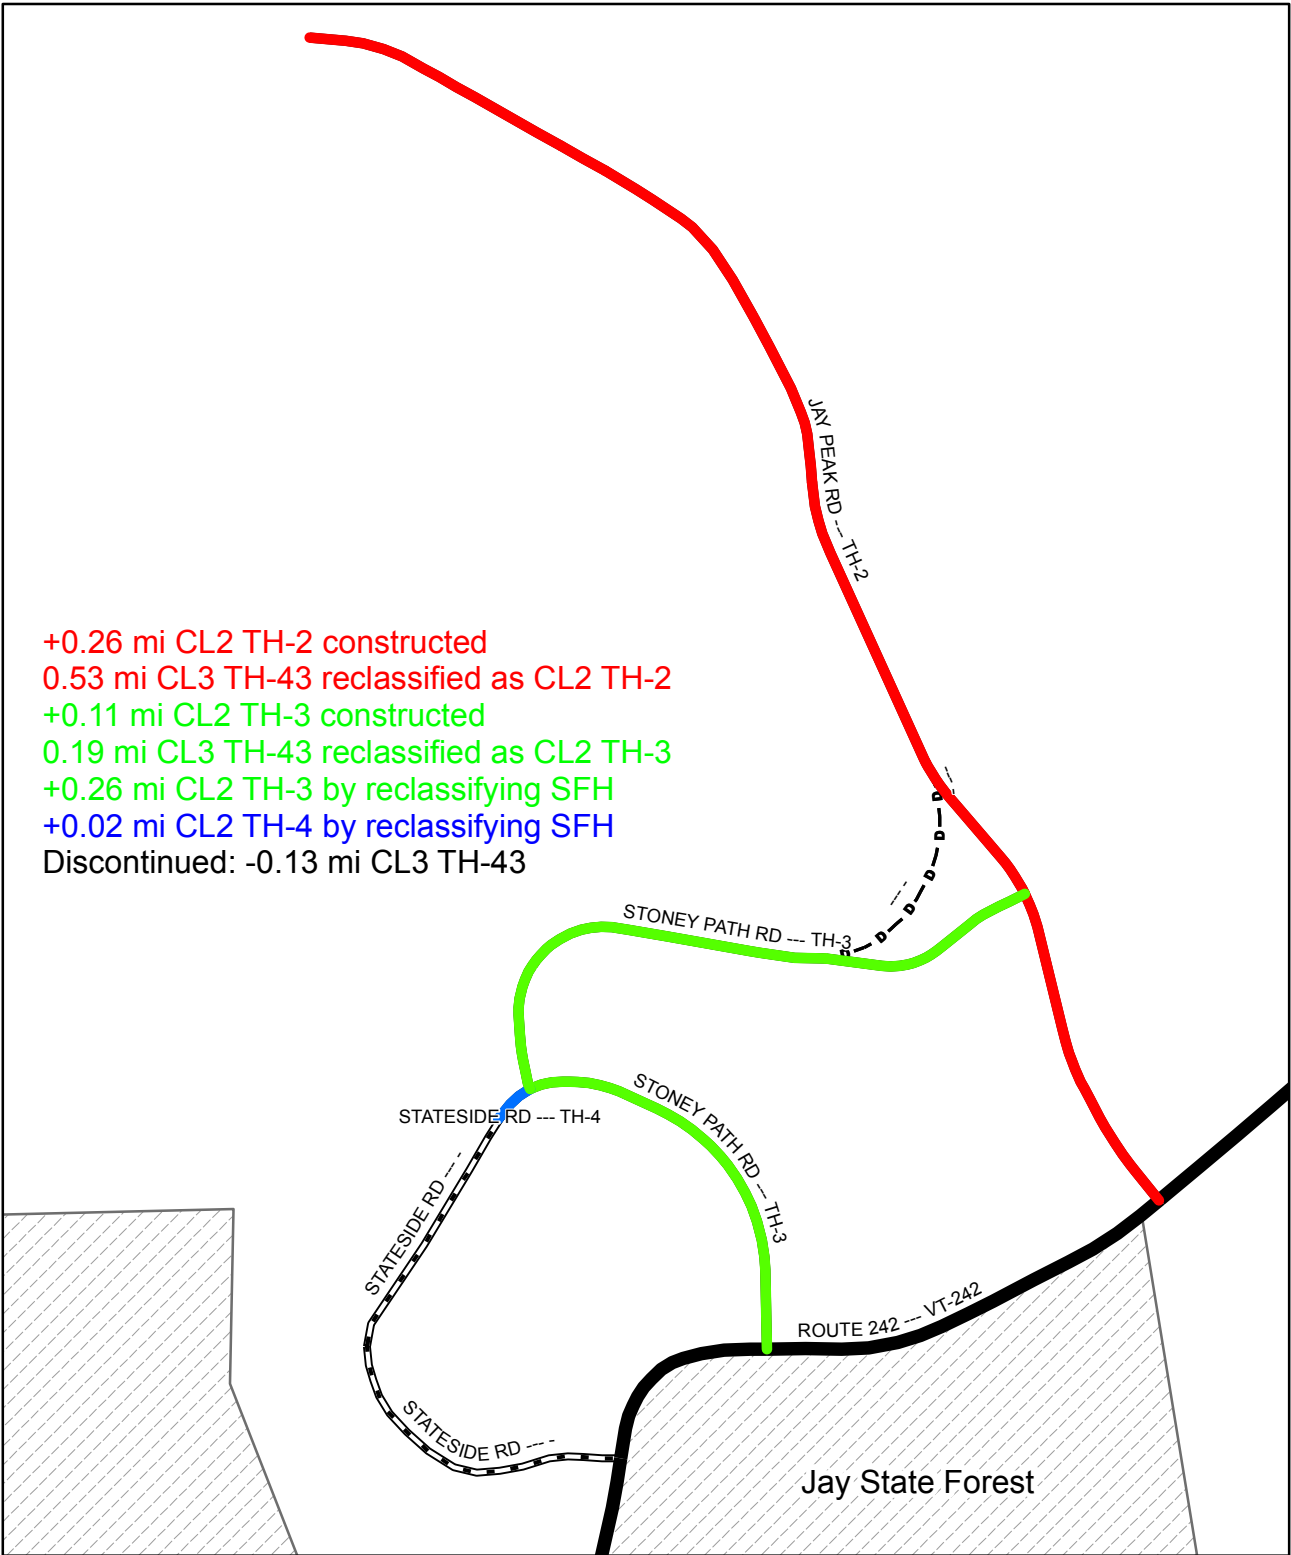 JAY PEAK RD --- TH-2
+0.26 mi CL2 TH-2 constructed
0.53 mi CL3 TH-43 reclassified as CL2 TH-2
+0.11 mi CL2 TH-3 constructed
0.19 mi CL3 TH-43 reclassified as CL2 TH-3
+0.26 mi CL2 TH-3 by reclassifying SFH
+0.02 mi CL2 TH-4 by reclassifying SFH
Discontinued: -0.13 mi CL3 TH-43
---- -
D
D
D
D
D
D
---- -
STONEY PATH RD --- TH-3
STONEY PATH RD --- TH-3
STATESIDE RD --- TH-4
STATESIDE RD ---- -
ROUTE 242 --- VT-242
STATESIDE RD ---- -
Jay State Forest